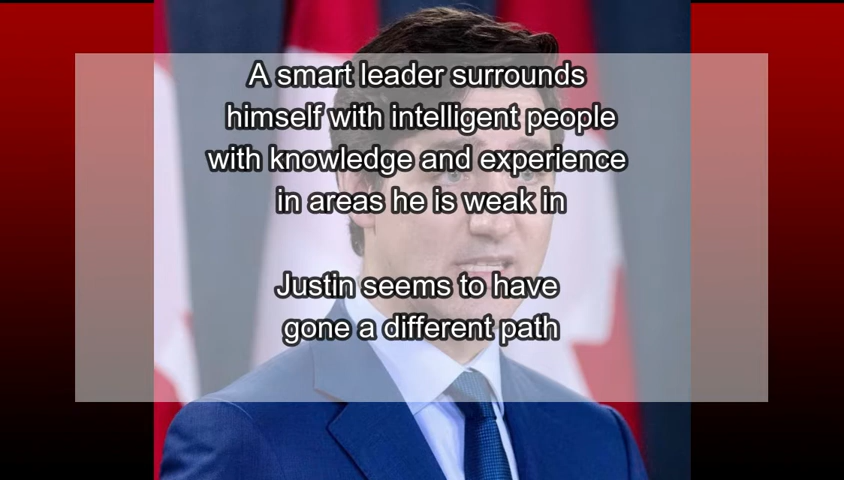 A smart leader surrounds
himself with intelligent people
with knowledge and experience
in areas he is weak in
Justin seems to have
gone a different path